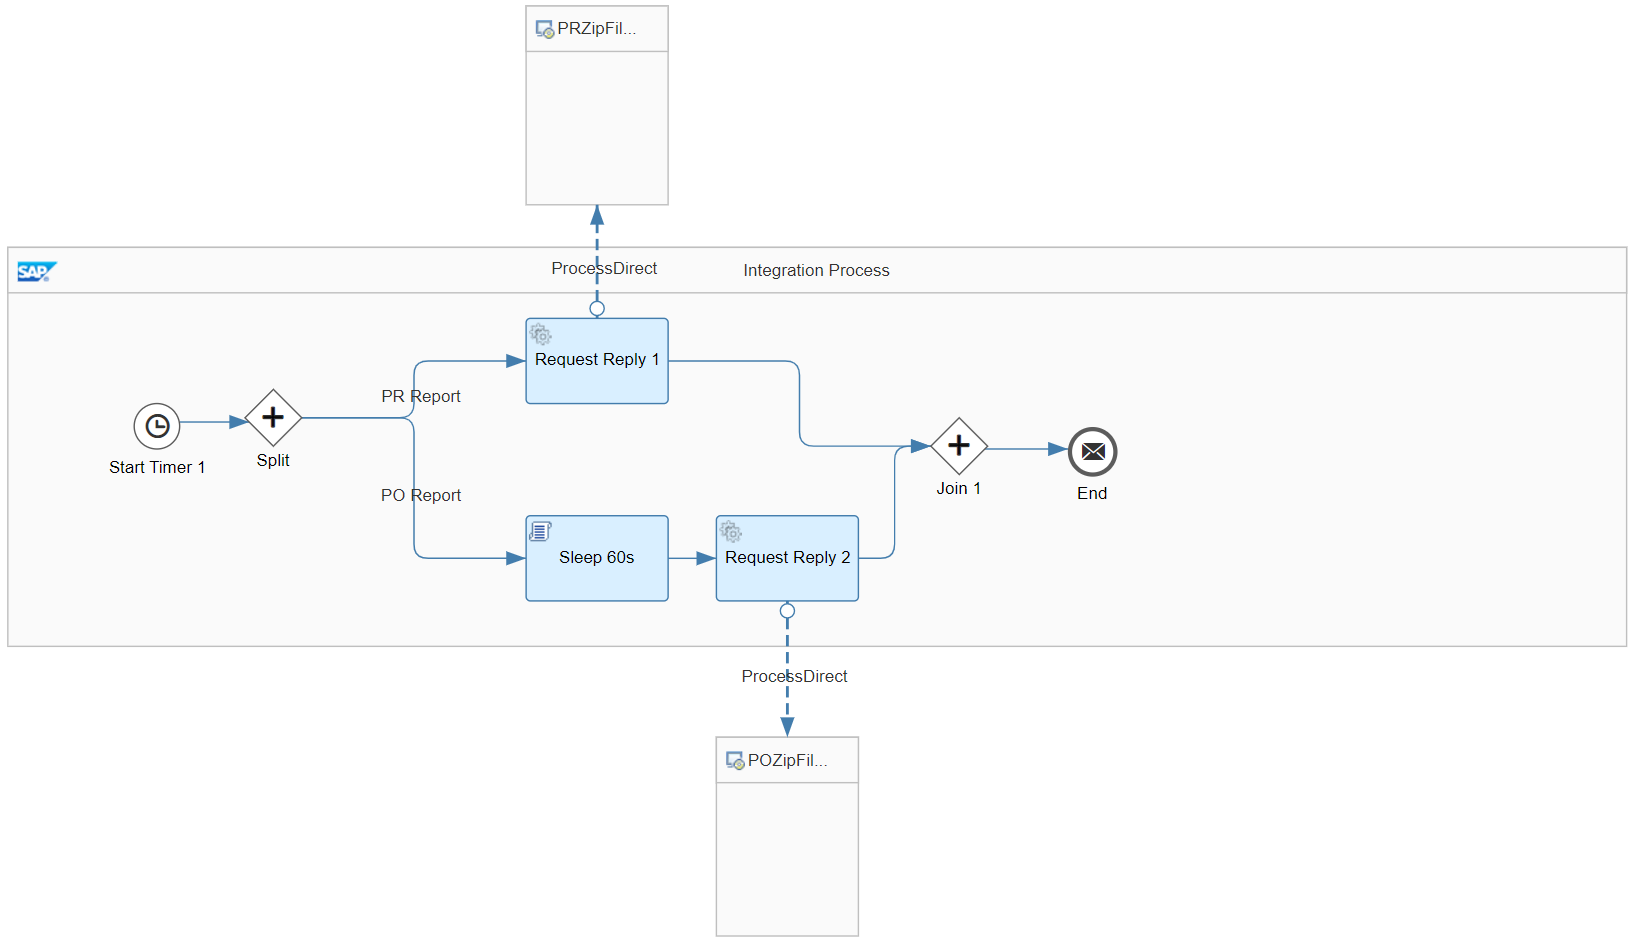 PRZipFil...
SAP
ProcessDirect
Integration Process
Request Reply 1
PR Report
Start Timer 1
Split
PO Report
Join 1
End
Sleep 60s
Request Reply 2
ProcessDirect
POZipFil...